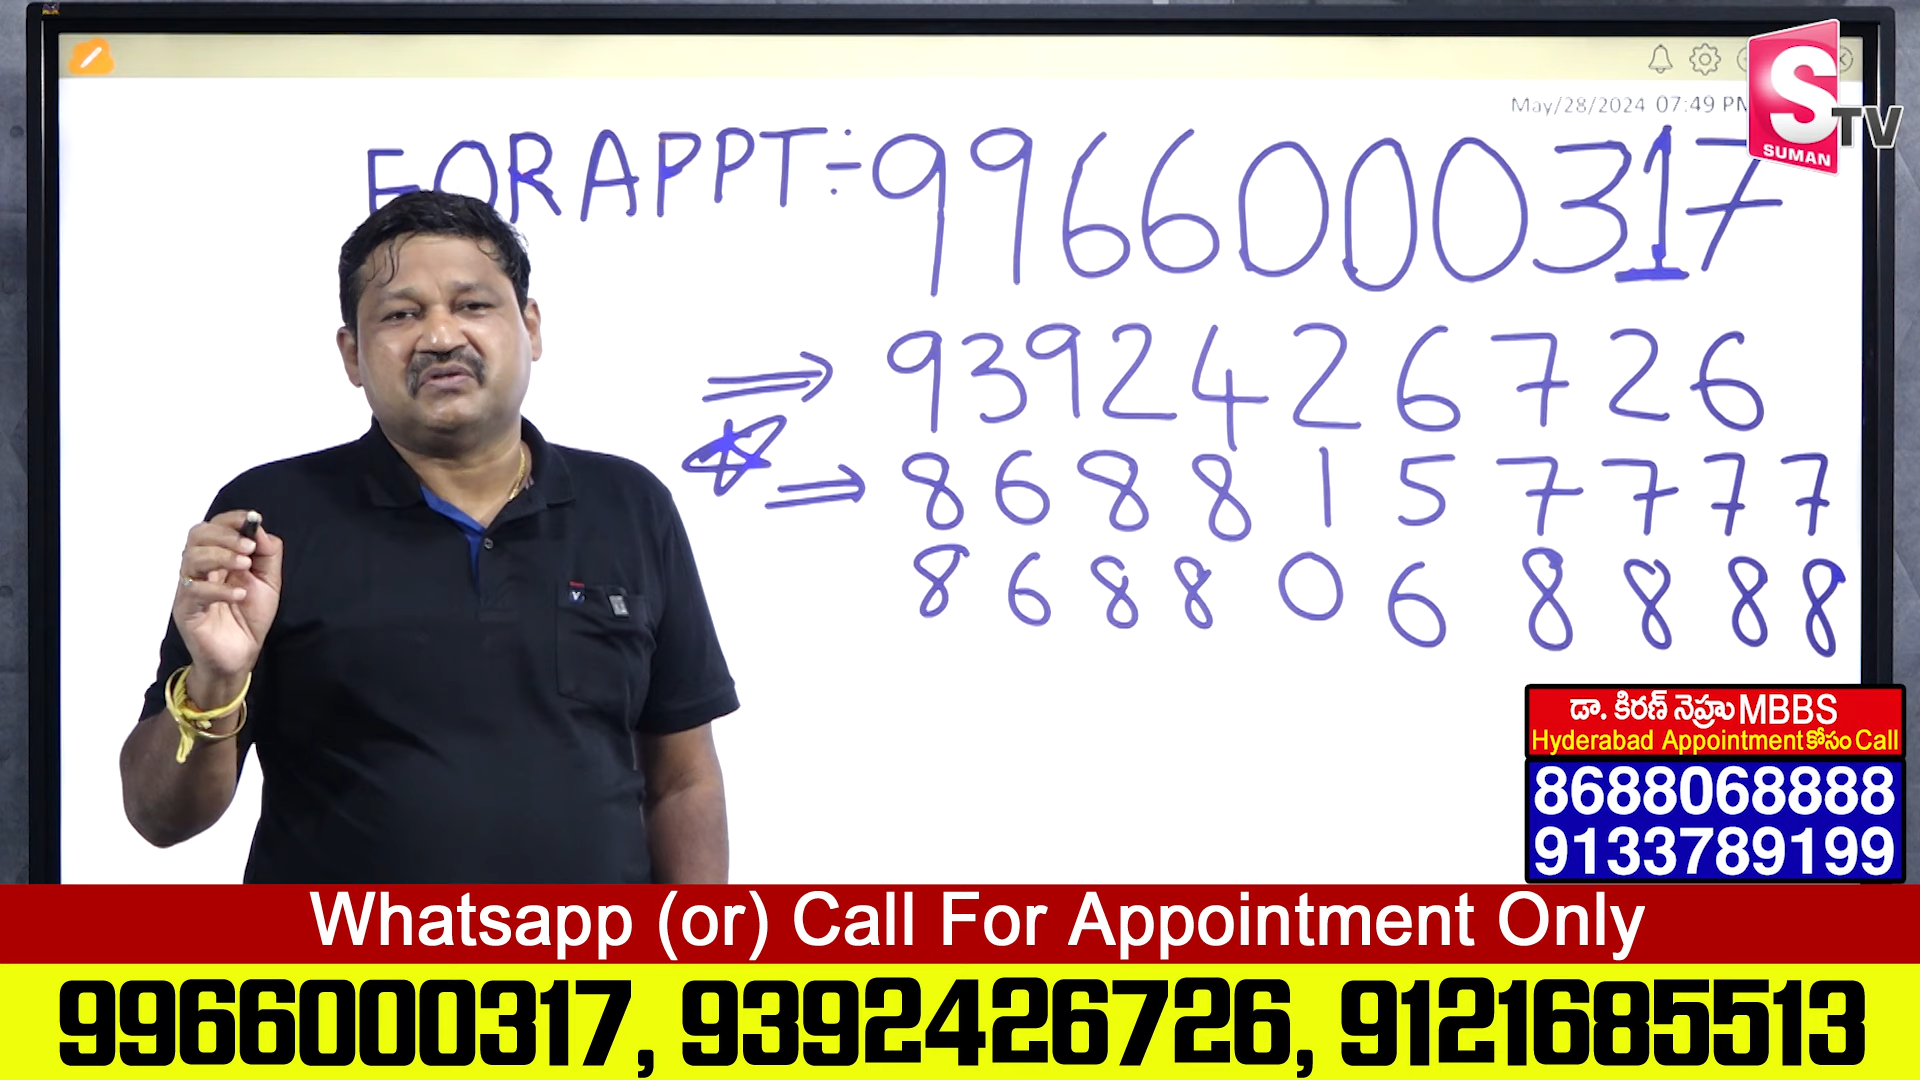 May/28/2024 07:49 PM
S
SUMAN
TV
FOR APPT:- 9966000317
9392426726
8688157777
8688068888
డా. కిరణ్ నెహ్రు MBBS
Hyderabad Appointment కోసం Call
8688068888
9133789199
Whatsapp (or) Call For Appointment Only
9966000317, 9392426726, 9121685513